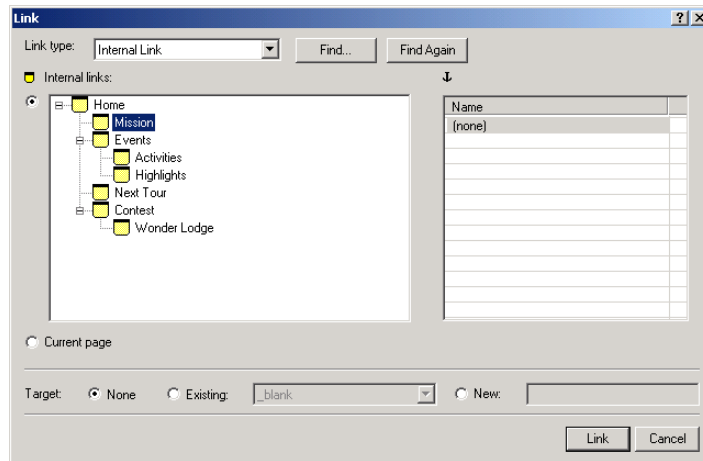 Link
Link type: Internal Link Find... Find Again
Internal links:
Home
Mission
Events
Activities
Highlights
Next Tour
Contest
Wonder Lodge
Name
(none)
Current page
Target: None Existing: _blank New:
Link Cancel